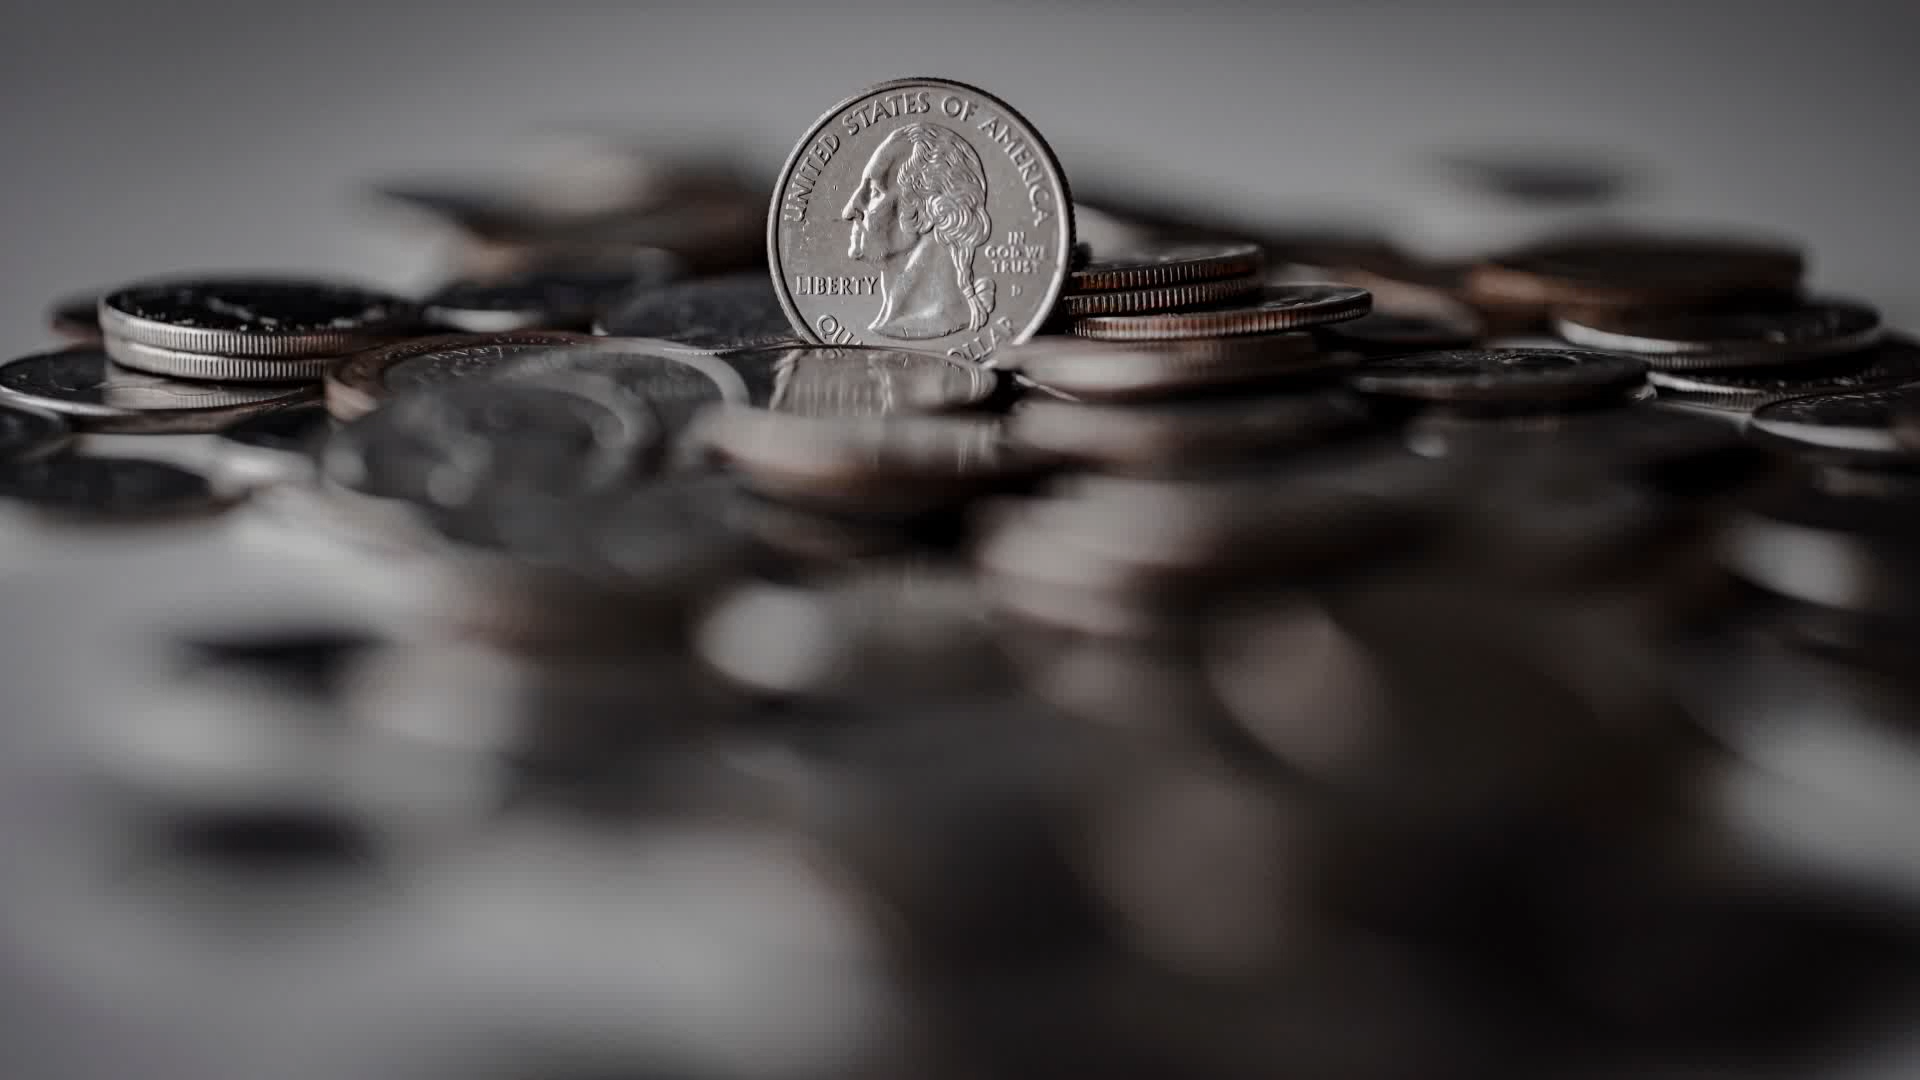 UNITED STATES OF AMERICA
LIBERTY
IN
GOD WE
TRUST
D